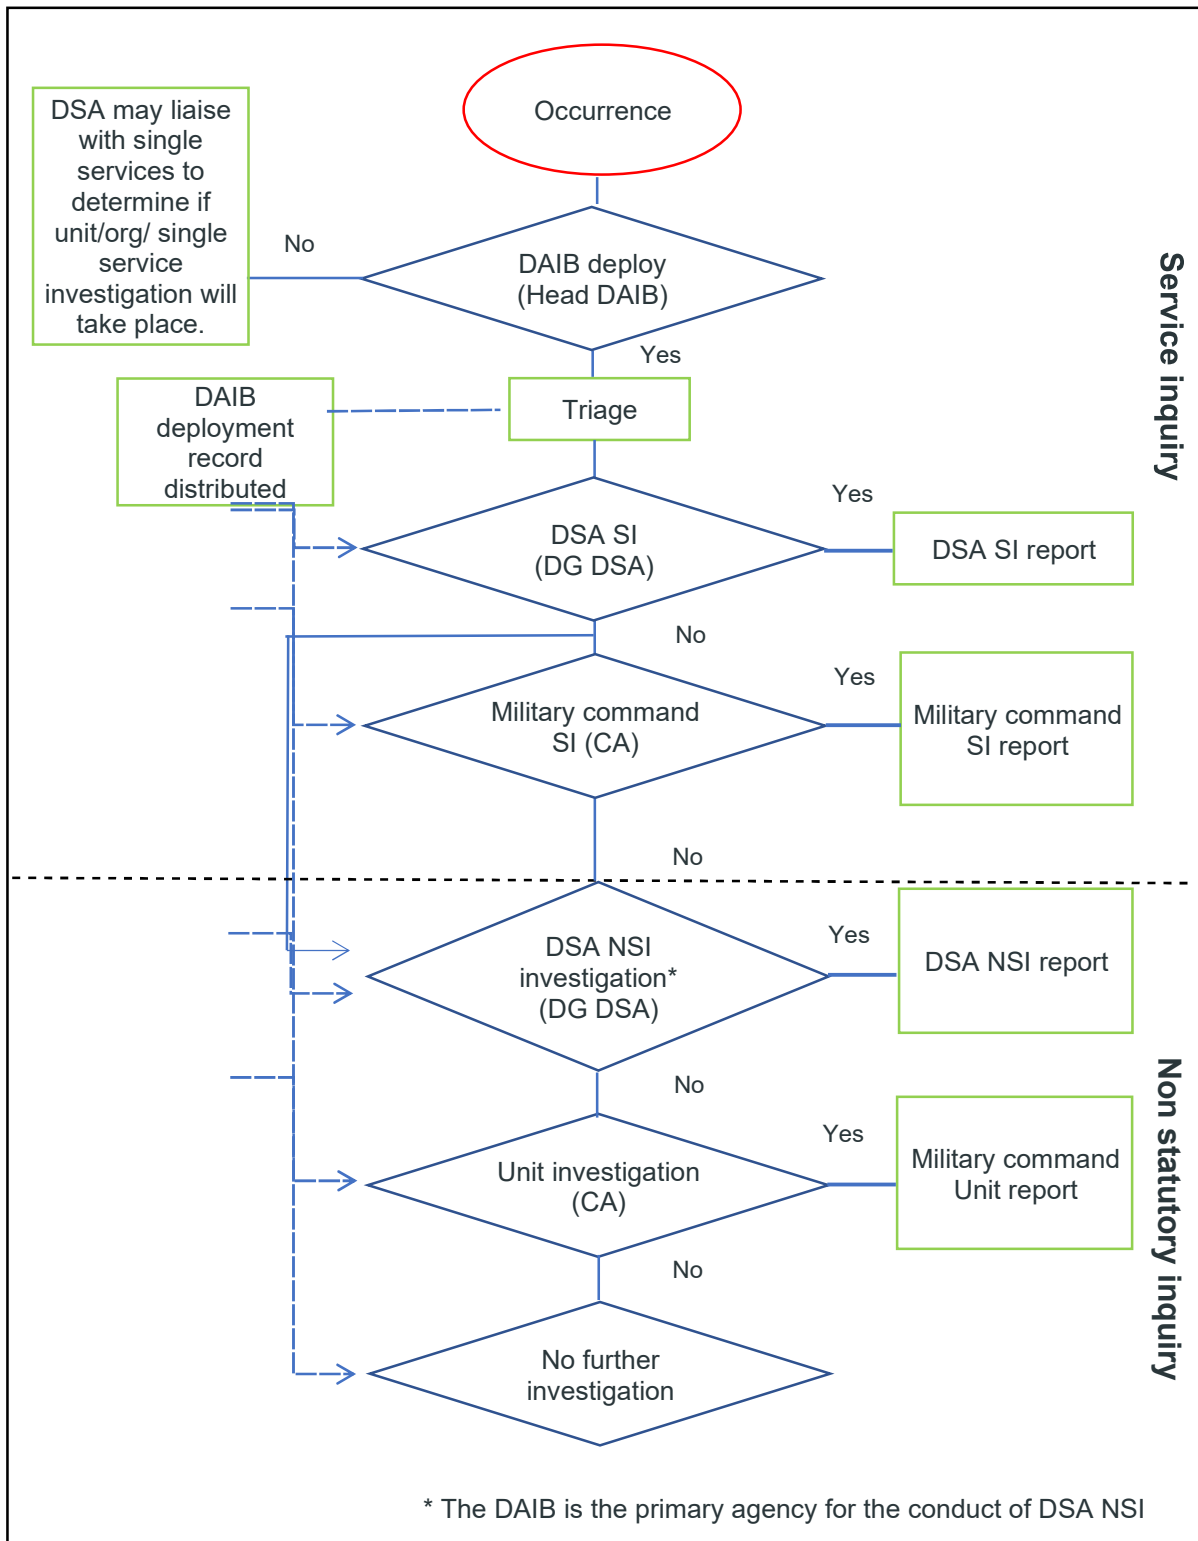 Occurrence
DSA may liaise
with single
services to
determine if
unit/org/ single
service
investigation will
take place.
No
DAIB deploy
(Head DAIB)
Yes
Service inquiry
DAIB
deployment
record
distributed
Triage
DSA SI
(DG DSA)
Yes
DSA SI report
No
Military command
SI (CA)
Yes
Military command
SI report
No
DSA NSI
investigation*
(DG DSA)
Yes
DSA NSI report
No
Non statutory inquiry
Unit investigation
(CA)
Yes
Military command
Unit report
No
No further
investigation
* The DAIB is the primary agency for the conduct of DSA NSI